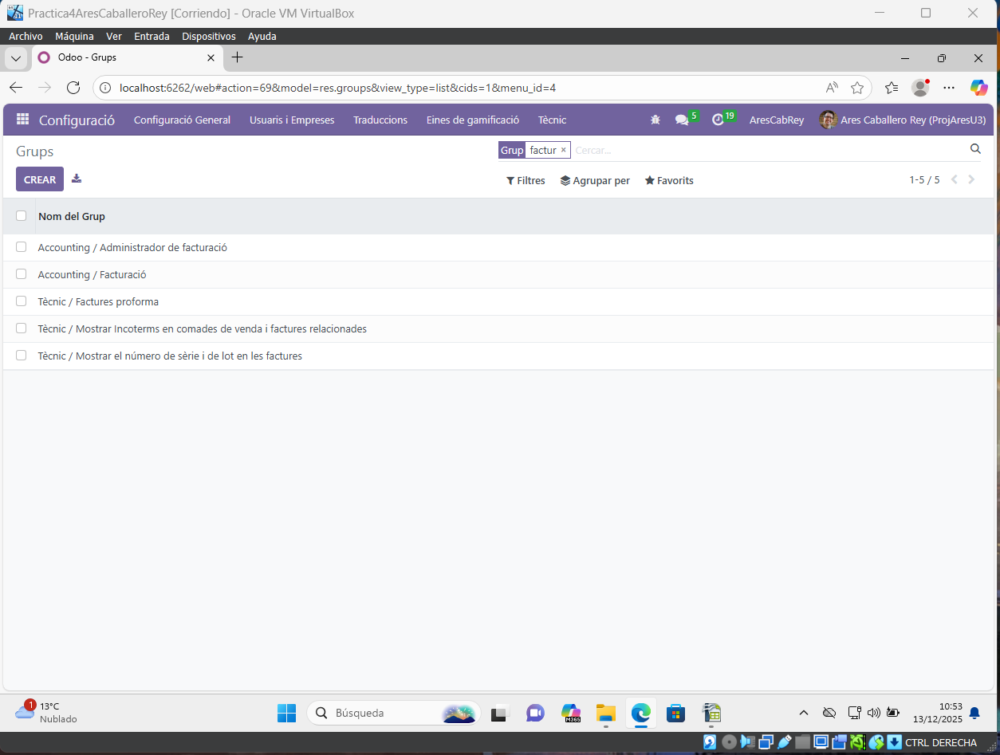 Practica4AresCaballeroRey [Corriendo] - Oracle VM VirtualBox
Archivo Máquina Ver Entrada Dispositivos Ayuda
Odoo - Grups
localhost:6262/web#action=69&model=res.groups&view_type=list&cids=1&menu_id=4
Configuració Configuració General Usuaris i Empreses Traduccions Eines de gamificació Tècnic 5 19 AresCabRey Ares Caballero Rey (ProjAresU3)
Grups
Grup factur × Cercar...
CREAR
Filtres Agrupar per Favorits 1-5 / 5
Nom del Grup
Accounting / Administrador de facturació
Accounting / Facturació
Tècnic / Factures proforma
Tècnic / Mostrar Incoterms en comades de venda i factures relacionades
Tècnic / Mostrar el número de sèrie i de lot en les factures
1
13°C
Nublado
Búsqueda
M365
10:53
13/12/2025
CTRL DERECHA